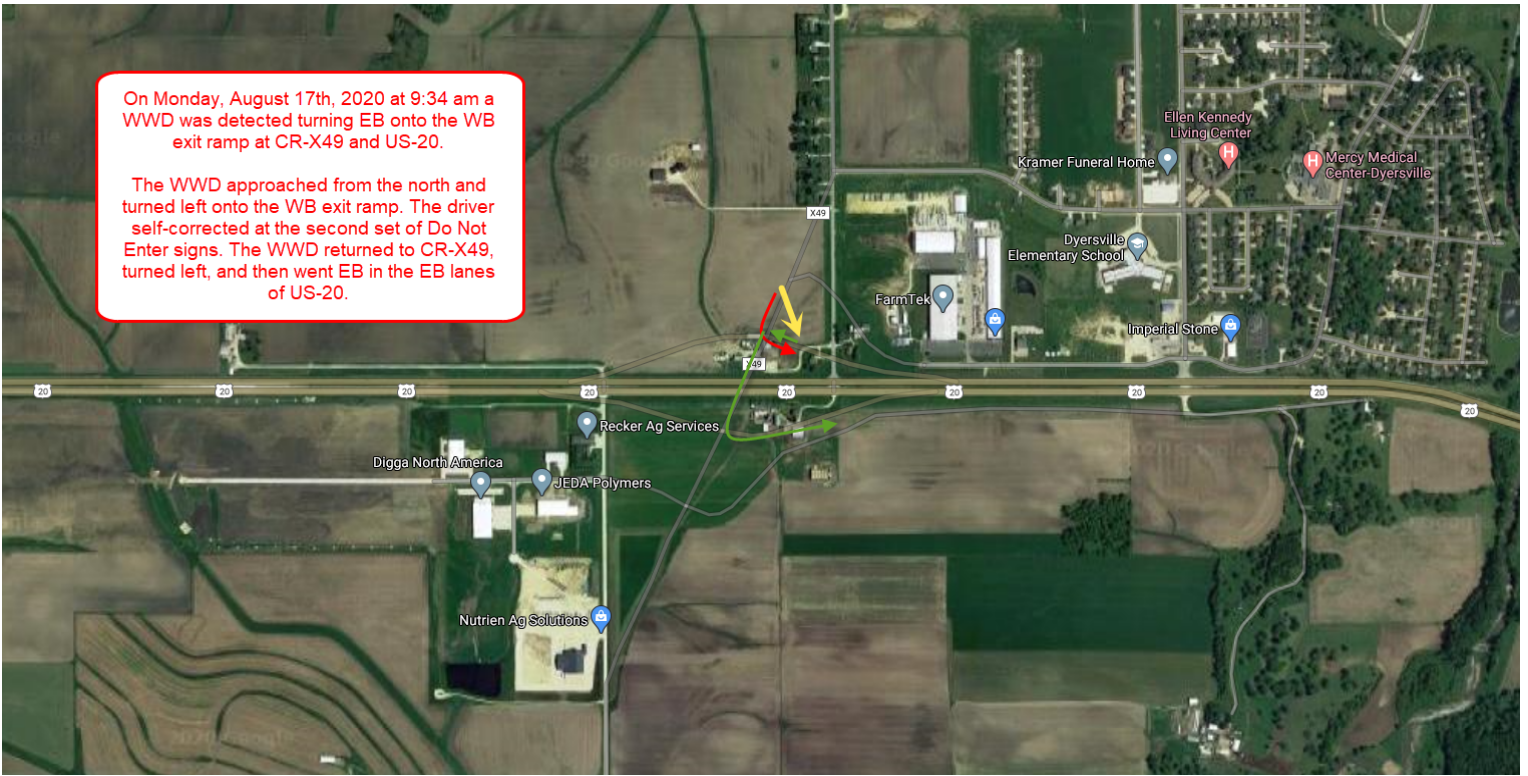 On Monday, August 17th, 2020 at 9:34 am a
WWD was detected turning EB onto the WB
exit ramp at CR-X49 and US-20.
The WWD approached from the north and
turned left onto the WB exit ramp. The driver
self-corrected at the second set of Do Not
Enter signs. The WWD returned to CR-X49,
turned left, and then went EB in the EB lanes
of US-20.
Ellen Kennedy
Living Center
Kramer Funeral Home
Mercy Medical
Center-Dyersville
X49
Dyersville
Elementary School
FarmTek
Imperial Stone
X49
20
20
20
20
20
20
20
20
20
Recker Ag Services
Digga North America
JEDA Polymers
Nutrien Ag Solutions